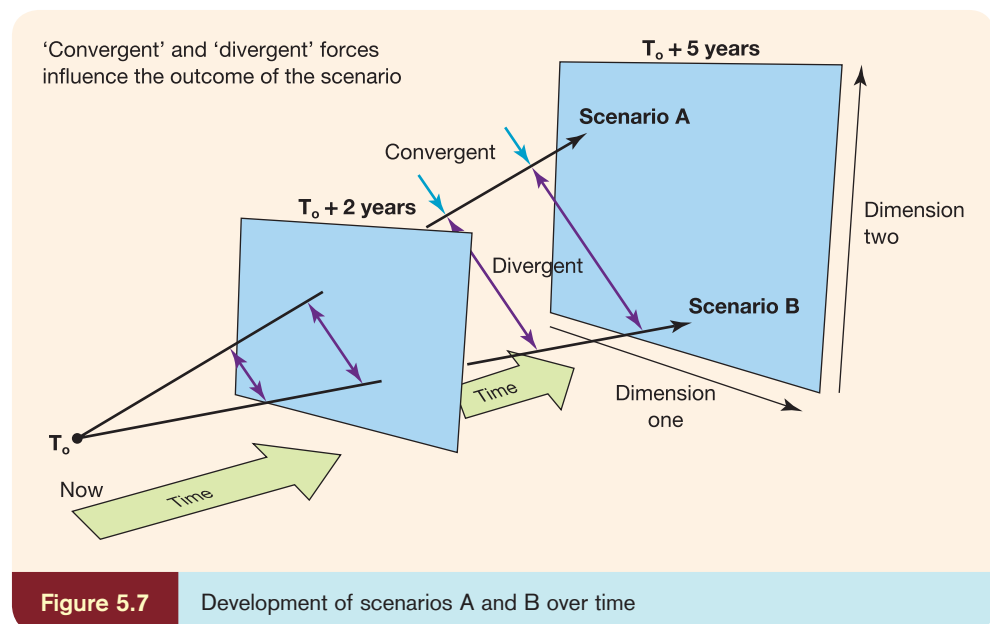 ‘Convergent’ and ‘divergent’ forces
influence the outcome of the scenario
To + 5 years
Scenario A
Convergent
To + 2 years
Dimension
two
Divergent
Scenario B
Time
Dimension
one
To
Now
Time
Figure 5.7
Development of scenarios A and B over time